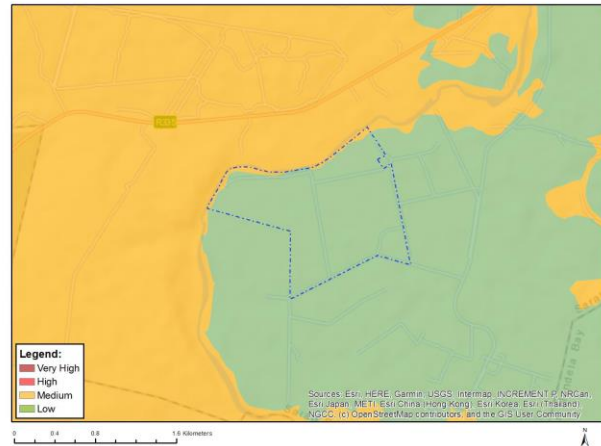 ndela Bay
Legend:
Very High
High
Medium
Low
Sources: Esri, HERE, Garmin, USGS, Intermap, INCREMENT P, NRCan,
Esri Japan, METI, Esri China (Hong Kong), Esri Korea, Esri (Thailand),
NGCC, (c) OpenStreetMap contributors, and the GIS User Community
0 0.4 0.8 1.6 Kilometers
N